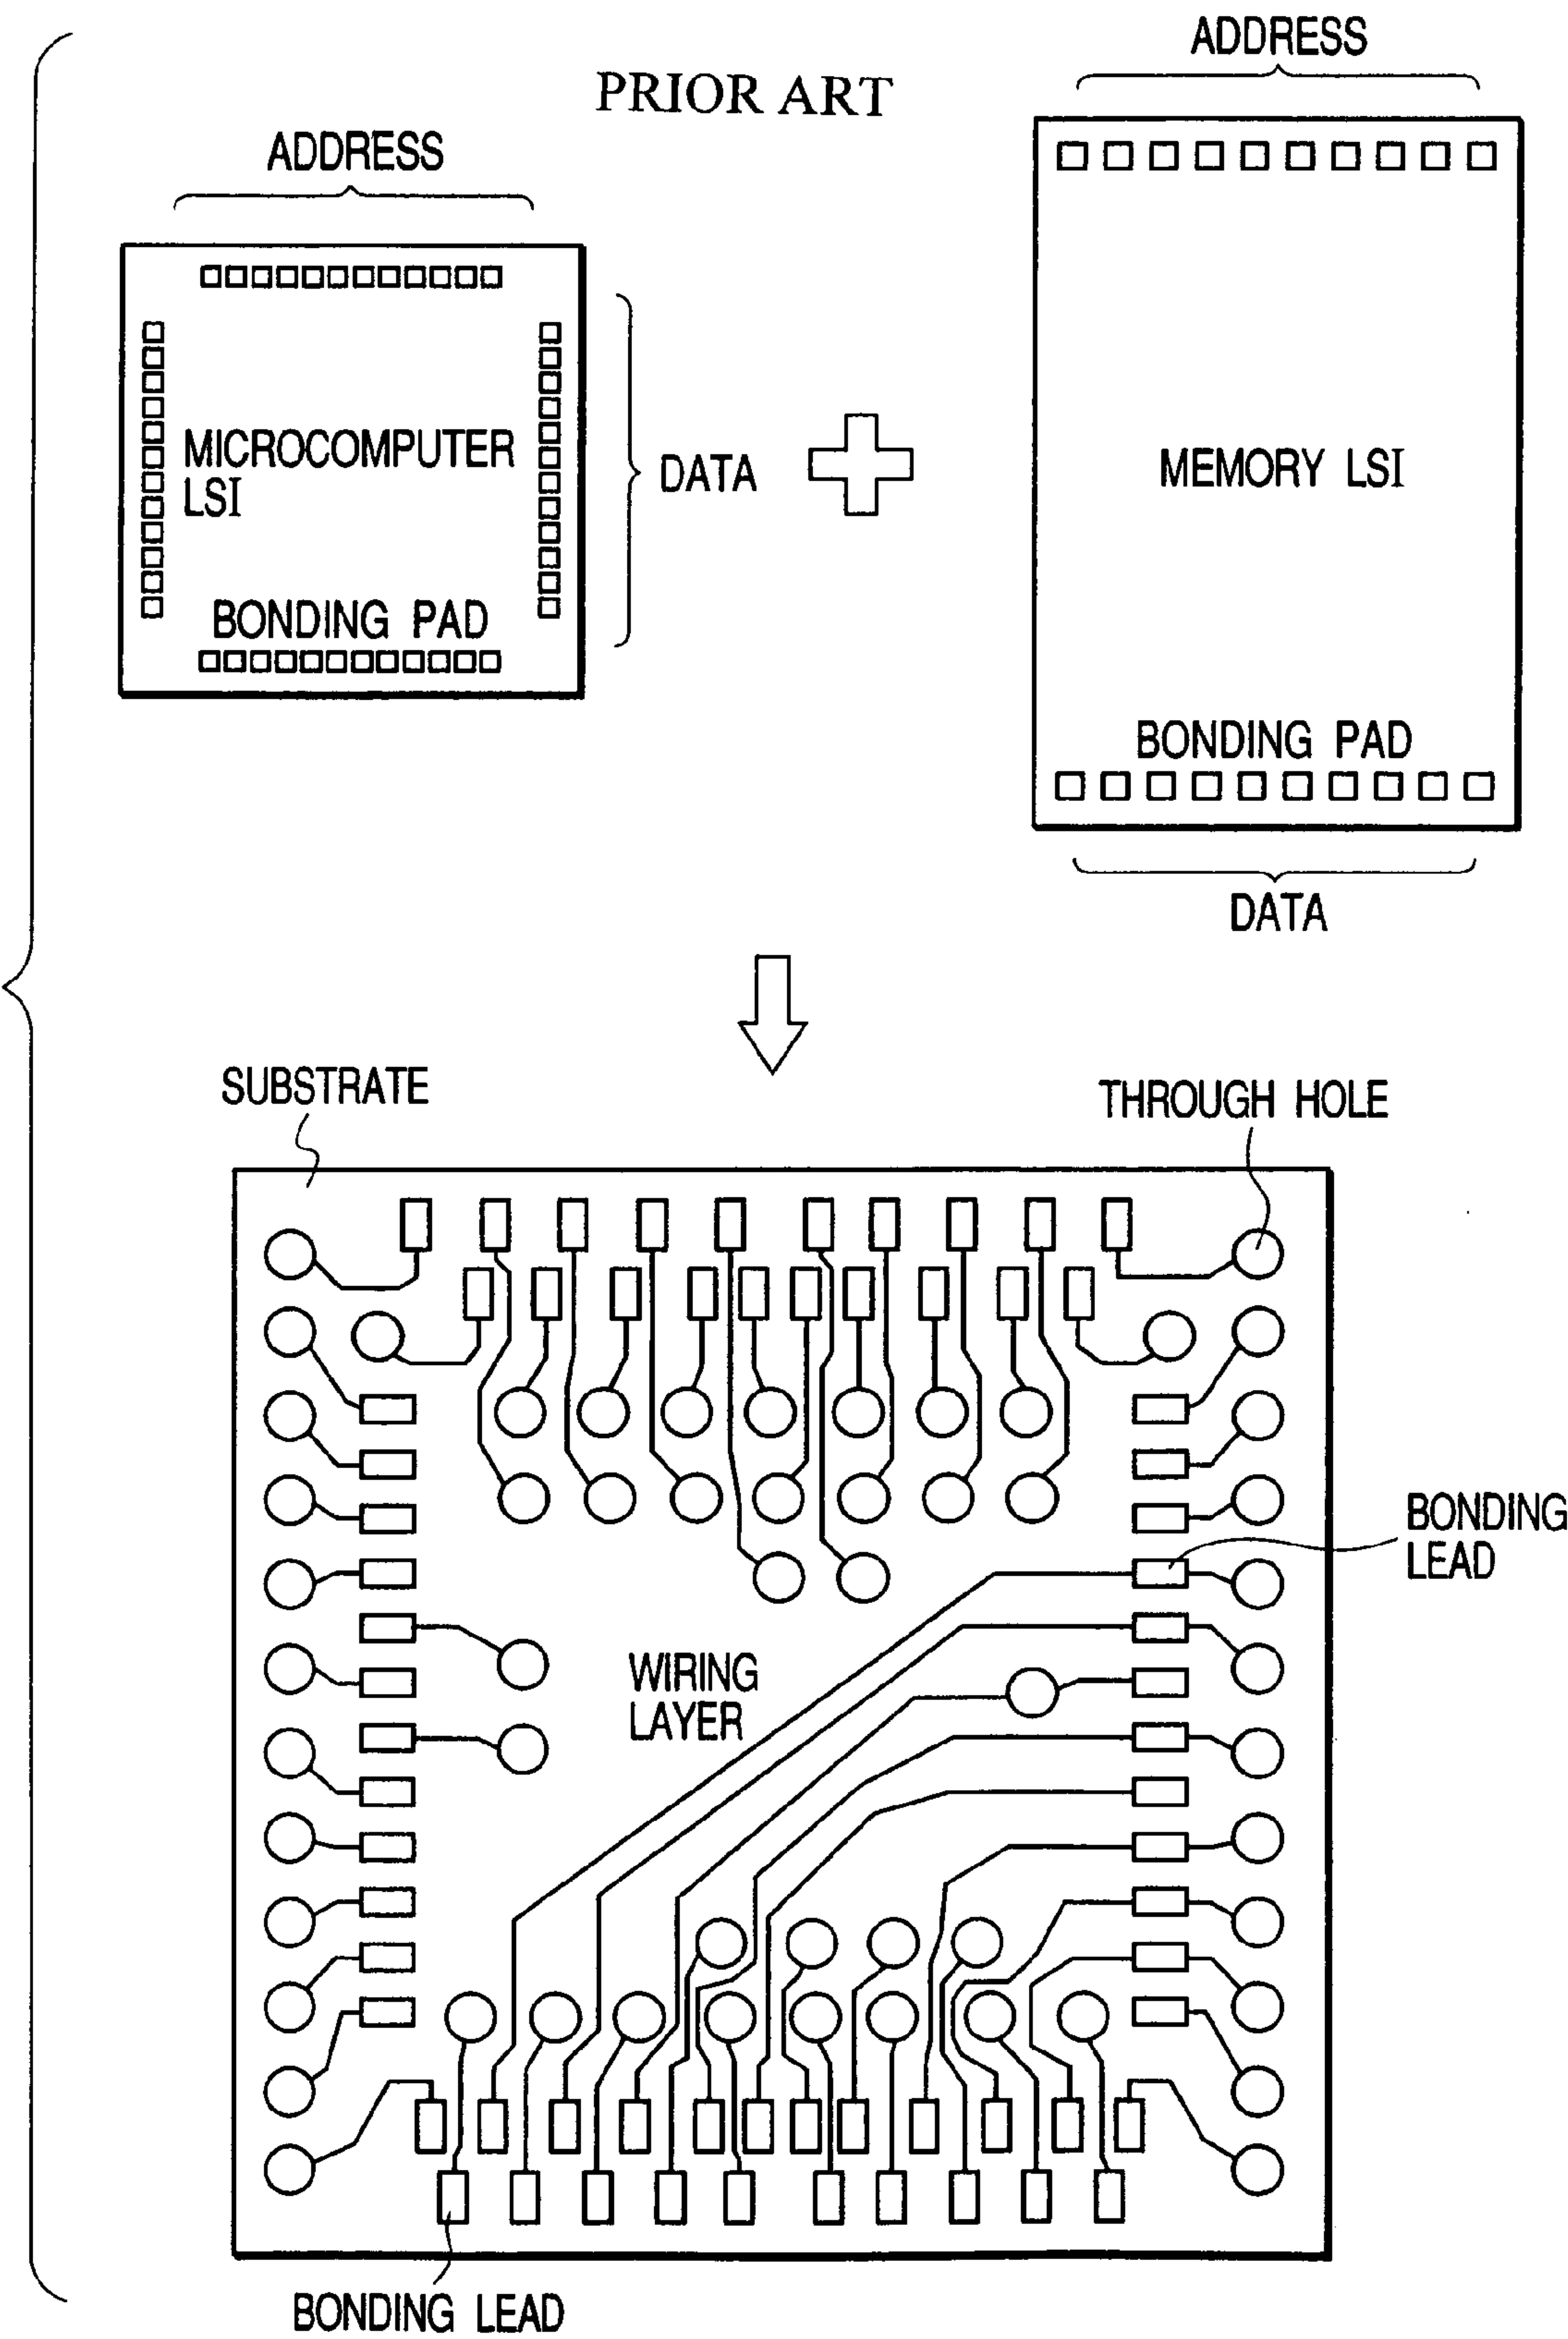 ADDRESS
PRIOR ART
ADDRESS
MICROCOMPUTER
LSI
DATA
MEMORY LSI
BONDING PAD
BONDING PAD
DATA
SUBSTRATE
THROUGH HOLE
BONDING
LEAD
WIRING
LAYER
BONDING LEAD